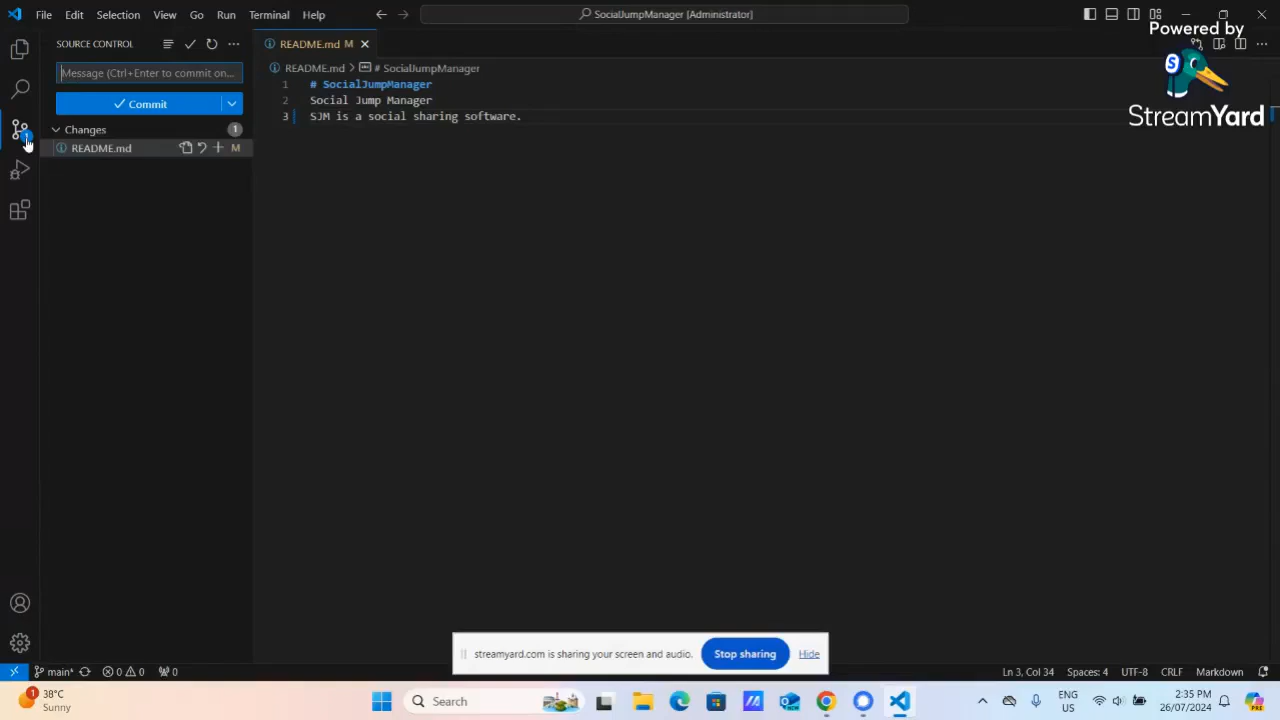 File Edit Selection View Go Run Terminal Help
SocialJumpManager [Administrator]
Powered by
StreamYard
SOURCE CONTROL
Message (Ctrl+Enter to commit on...
Commit
Changes 1
README.md M
README.md M
README.md > # SocialJumpManager
1 # SocialJumpManager
2 Social Jump Manager
3 SJM is a social sharing software.
1
streamyard.com is sharing your screen and audio. Stop sharing Hide
main* 0 0 0
Ln 3, Col 34 Spaces: 4 UTF-8 CRLF Markdown
1
38°C
Sunny
Search
ENG
US
2:35 PM
26/07/2024
PRE